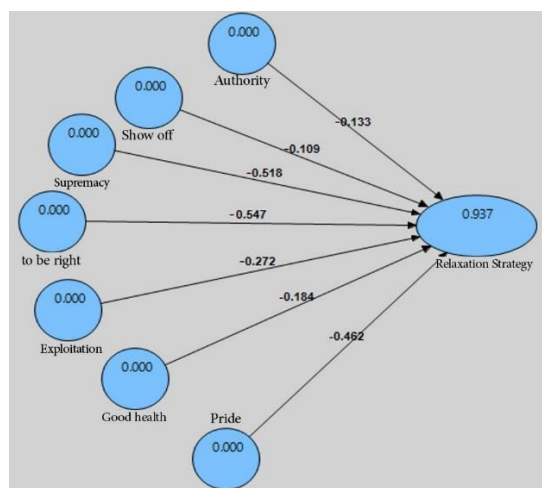 0.000
Authority
0.000
Show off
0.000
Supremacy
0.000
to be right
0.000
Exploitation
0.000
Good health
Pride
0.000
-0.133
-0.109
-0.518
-0.547
-0.272
-0.184
-0.462
0.937
Relaxation Strategy